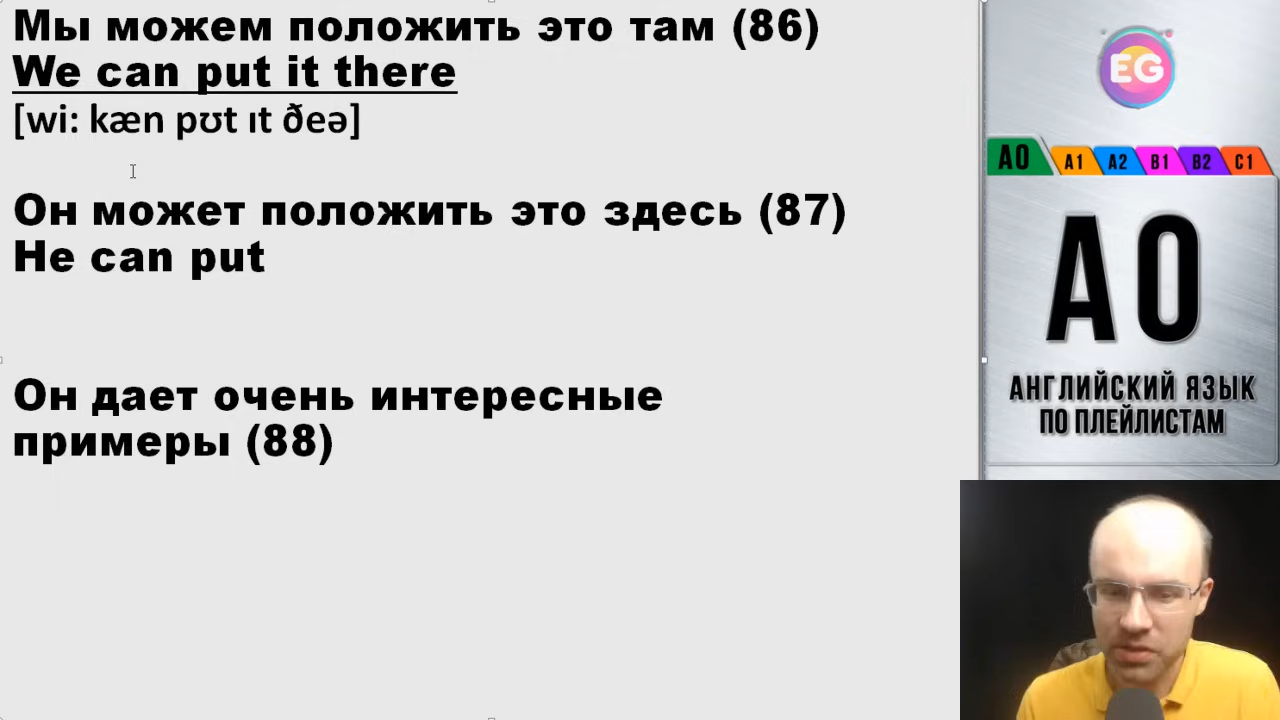 Мы можем положить это там (86)
We can put it there
[wi: kæn pʊt ıt ðeə]
Он может положить это здесь (87)
He can put
Он дает очень интересные
примеры (88)
EG
A0 A1 A2 B1 B2 C1
A0
АНГЛИЙСКИЙ ЯЗЫК
ПО ПЛЕЙЛИСТАМ